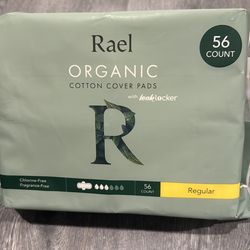 Rael
56
COUNT
ORGANIC
COTTON COVER PADS
with leaklocker
R
Chlorine-Free
Fragrance-Free
56
COUNT
Regular